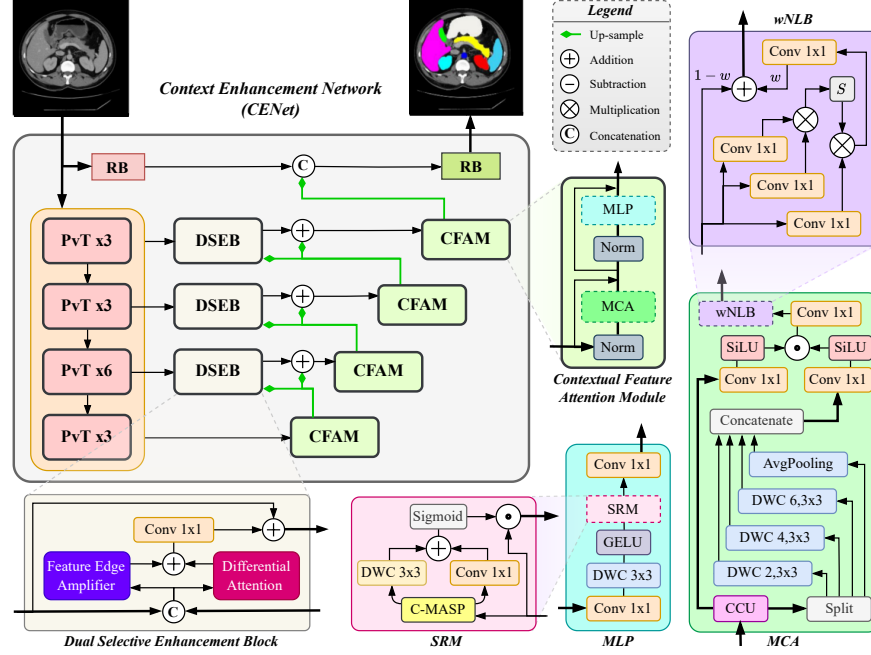 Legend
Up-sample
Addition
Subtraction
Multiplication
C Concatenation
wNLB
Conv 1x1
1 − w
w
S
Conv 1x1
Conv 1x1
Conv 1x1
Context Enhancement Network
(CENet)
RB
C
RB
PvT x3
DSEB
CFAM
PvT x3
DSEB
CFAM
PvT x6
DSEB
CFAM
PvT x3
CFAM
MLP
Norm
MCA
Norm
Contextual Feature
Attention Module
wNLB
Conv 1x1
SiLU
SiLU
Conv 1x1
Conv 1x1
Concatenate
AvgPooling
DWC 6,3x3
DWC 4,3x3
DWC 2,3x3
CCU
Split
MCA
Conv 1x1
Feature Edge
Amplifier
Differential
Attention
C
Dual Selective Enhancement Block
Sigmoid
DWC 3x3
Conv 1x1
C-MASP
SRM
Conv 1x1
SRM
GELU
DWC 3x3
Conv 1x1
MLP